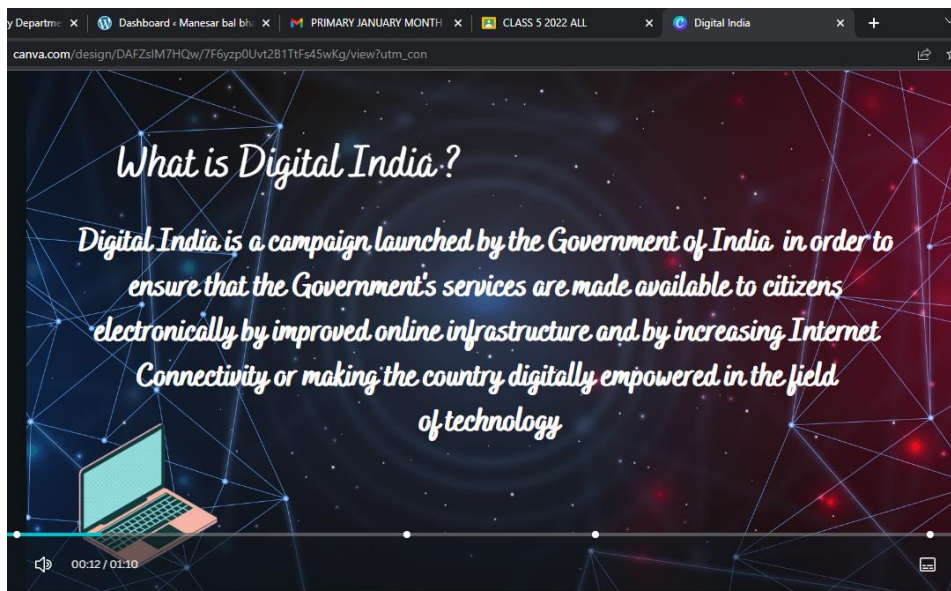 y Departme
Dashboard ‹ Manesar bal bha
PRIMARY JANUARY MONTH
CLASS 5 2022 ALL
Digital India
canva.com/design/DAFZsIM7HQw/7F6yzp0Uvt2B1TtFs45wKg/view?utm_con
What is Digital India ?
Digital India is a campaign launched by the Government of India in order to
ensure that the Government's services are made available to citizens
electronically by improved online infrastructure and by increasing Internet
Connectivity or making the country digitally empowered in the field
of technology
00:12 / 01:10